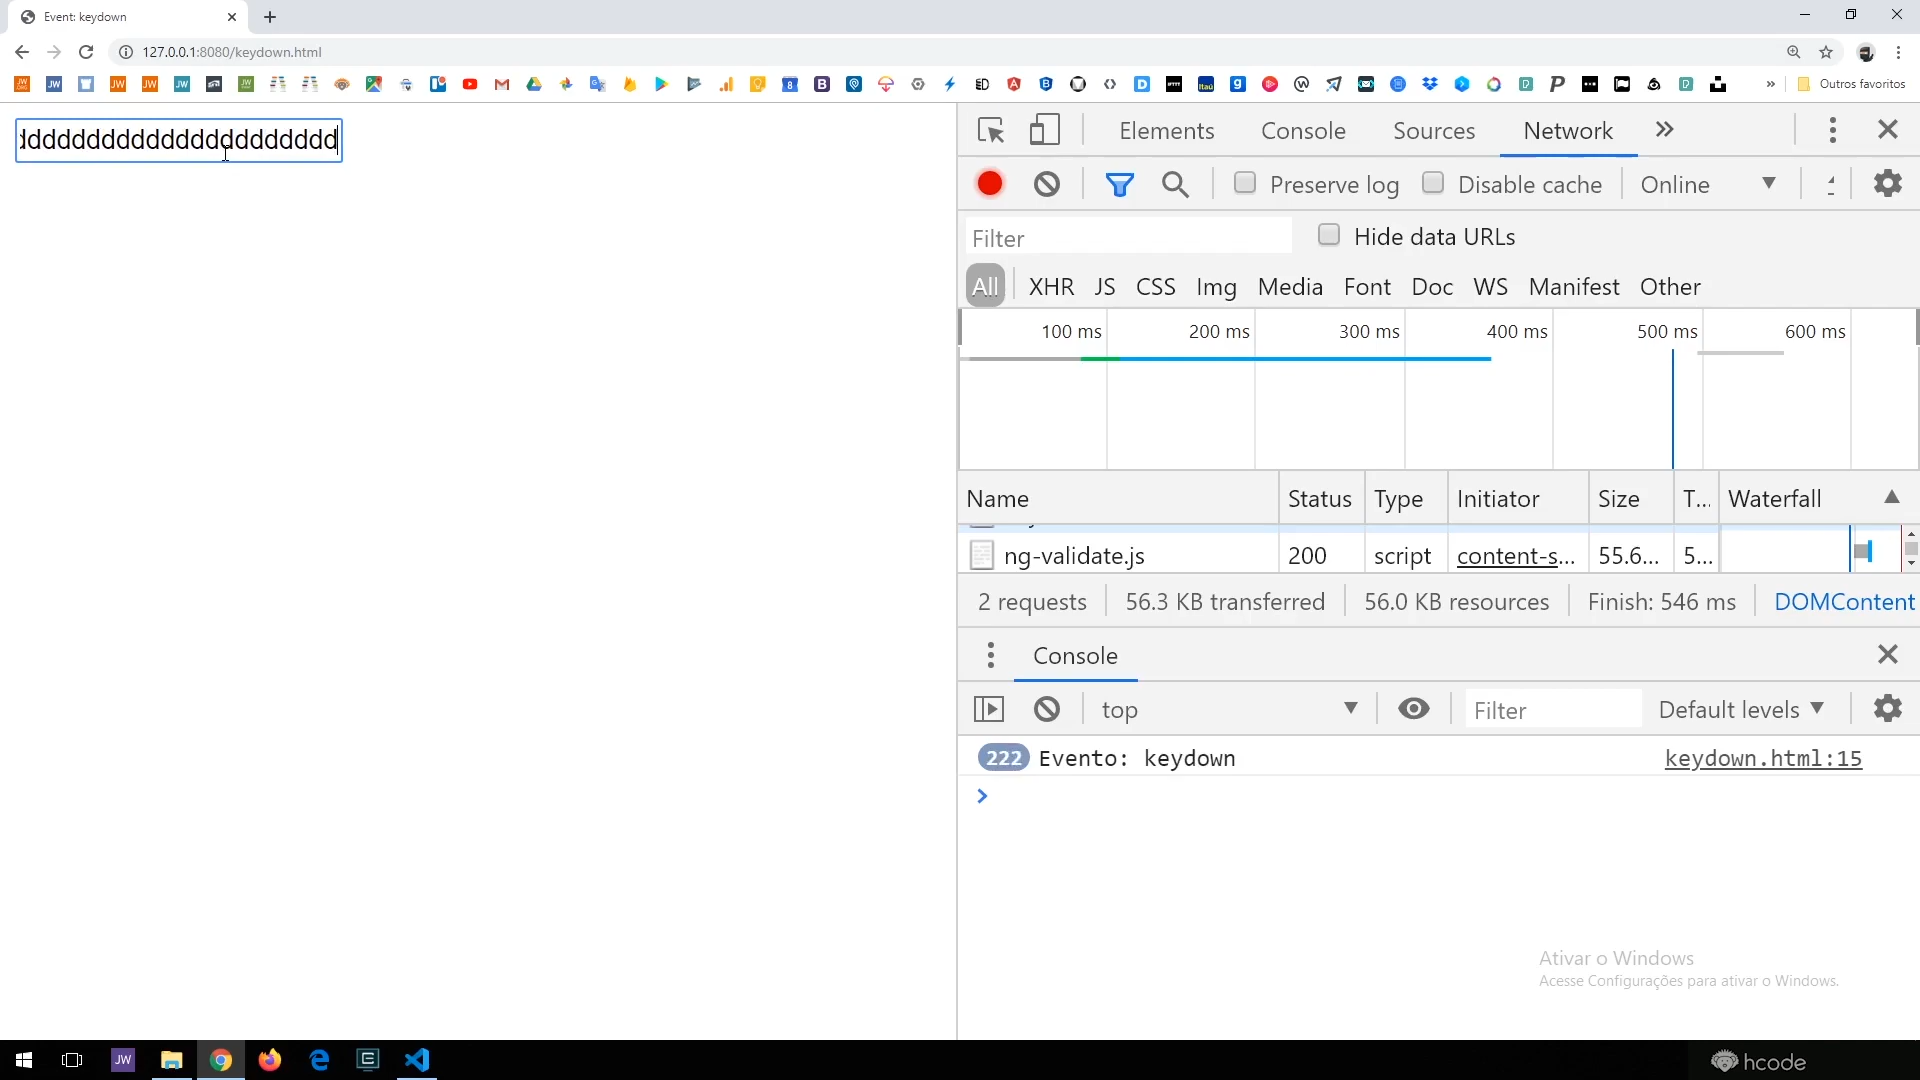 Event: keydown
127.0.0.1:8080/keydown.html
Outros favoritos
ddddddddddddddddddddd
Elements Console Sources Network
Preserve log Disable cache Online
Filter Hide data URLs
All XHR JS CSS Img Media Font Doc WS Manifest Other
100 ms 200 ms 300 ms 400 ms 500 ms 600 ms
Name Status Type Initiator Size T... Waterfall
ng-validate.js 200 script content-s... 55.6... 5...
2 requests 56.3 KB transferred 56.0 KB resources Finish: 546 ms DOMContent
Console
top Filter Default levels
222 Evento: keydown keydown.html:15
Ativar o Windows
Acesse Configurações para ativar o Windows.
JW hcode